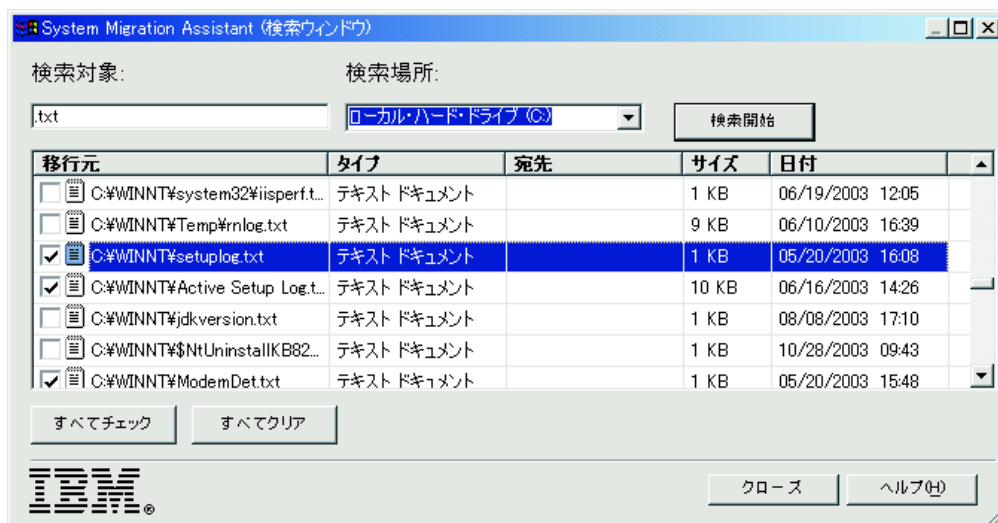 System Migration Assistant (検索ウィンドウ)
検索対象: 検索場所:
.txt ローカル・ハード・ドライブ (C:) 検索開始
移行元 タイプ 宛先 サイズ 日付
C:¥WINNT¥system32¥iisperf.t... テキスト ドキュメント 1 KB 06/19/2003 12:05
C:¥WINNT¥Temp¥rnlog.txt テキスト ドキュメント 9 KB 06/10/2003 16:39
C:¥WINNT¥setuplog.txt テキスト ドキュメント 1 KB 05/20/2003 16:08
C:¥WINNT¥Active Setup Log.t... テキスト ドキュメント 10 KB 06/16/2003 14:26
C:¥WINNT¥jdkversion.txt テキスト ドキュメント 1 KB 08/08/2003 17:10
C:¥WINNT¥$NtUninstallKB82... テキスト ドキュメント 1 KB 10/28/2003 09:43
C:¥WINNT¥ModemDet.txt テキスト ドキュメント 1 KB 05/20/2003 15:48
すべてチェック すべてクリア
IBM® クローズ ヘルプ(H)